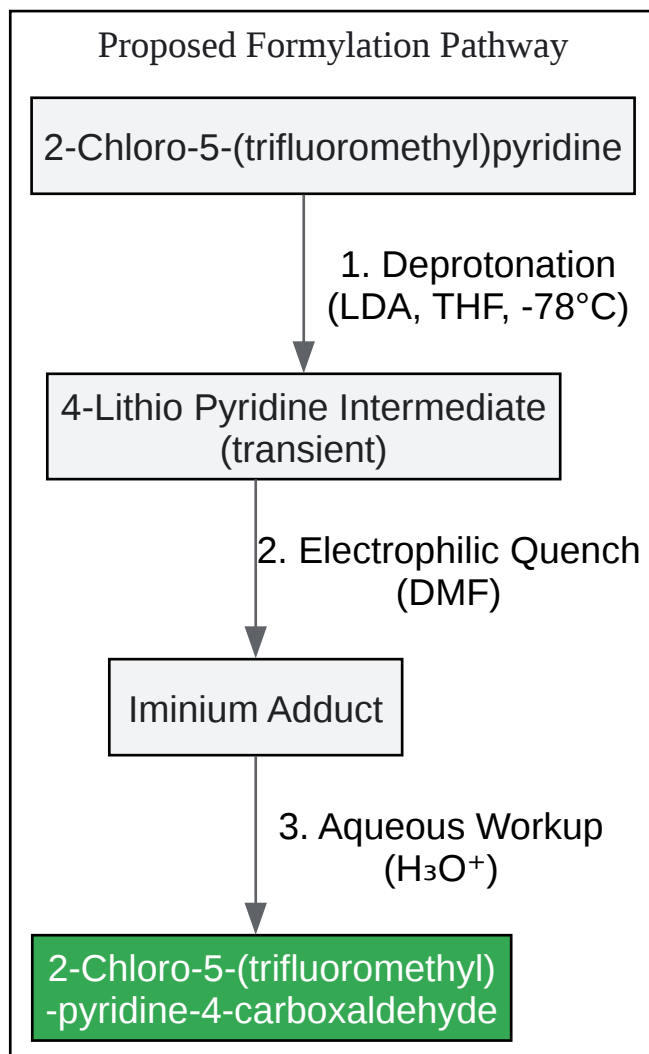 Proposed Formylation Pathway
2-Chloro-5-(trifluoromethyl)pyridine
1. Deprotonation
(LDA, THF, -78°C)
4-Lithio Pyridine Intermediate
(transient)
2. Electrophilic Quench
(DMF)
Iminium Adduct
3. Aqueous Workup
(H₃O⁺)
2-Chloro-5-(trifluoromethyl)
-pyridine-4-carboxaldehyde